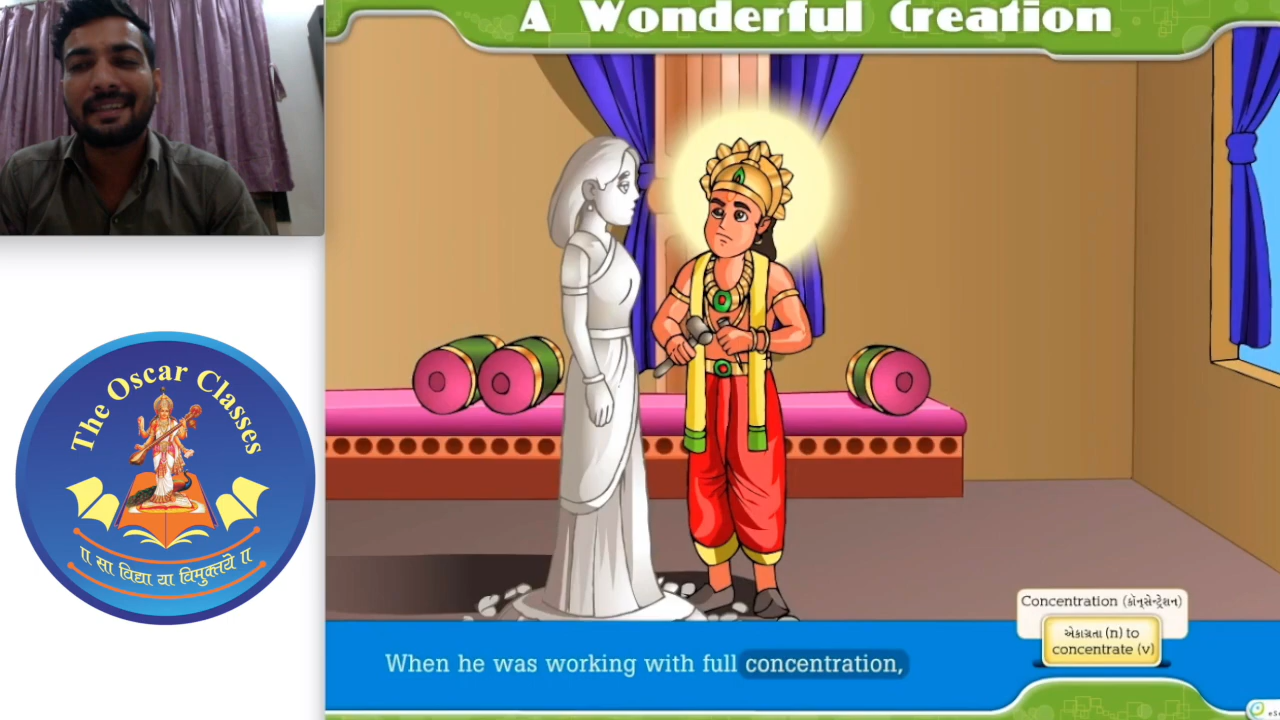 A Wonderful Creation
The Oscar Classes
॥ सा विद्या या विमुक्तये ॥
Concentration (કૉન્સેન્ટ્રેશન)
એકાગ્રતા (n) to
concentrate (v)
When he was working with full concentration,